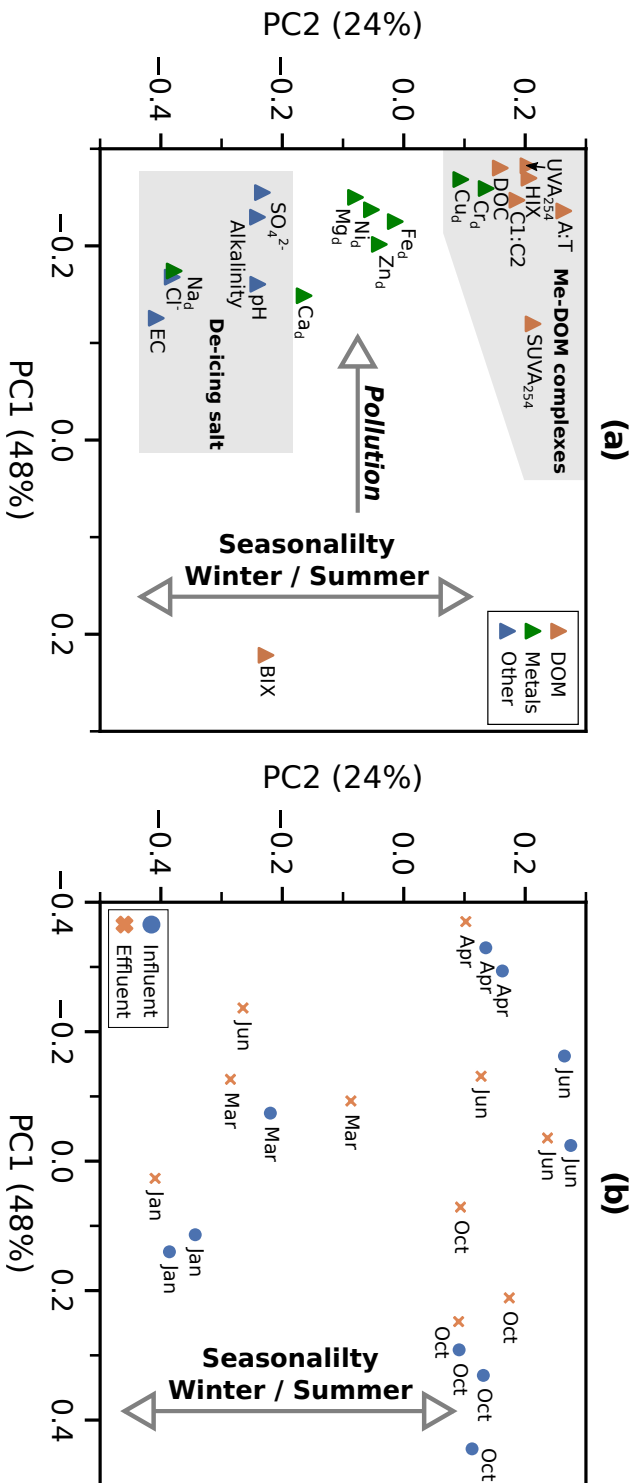 (a)
PC2 (24%)
0.2
0.0
−0.2
−0.4
Me-DOM complexes
A:T
UVA254
HIX
C1:C2
DOC
SUVA254
Crd
Cud
Fed
Znd
Nid
Mgd
Cad
Pollution
SO4 2-
Alkalinity
pH
Nad
Cl-
EC
De-icing salt
BIX
Seasonalilty
Winter / Summer
DOM
Metals
Other
−0.2
0.0
0.2
PC1 (48%)
(b)
PC2 (24%)
0.2
0.0
−0.2
−0.4
Jun
Jun
Jun
Jun
Apr
Apr
Apr
Oct
Oct
Oct
Oct
Oct
Oct
Mar
Mar
Mar
Jun
Jan
Jan
Jan
Seasonalilty
Winter / Summer
Influent
Effluent
−0.4
−0.2
0.0
0.2
0.4
PC1 (48%)